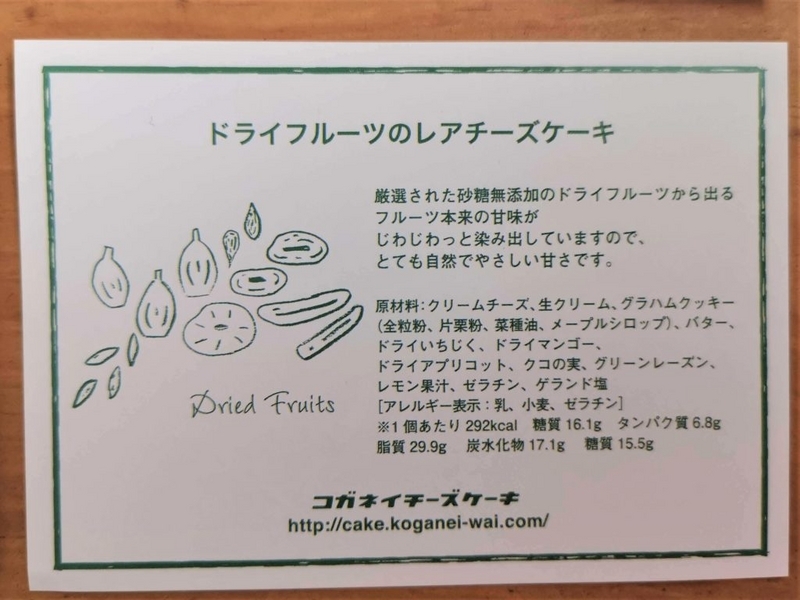 ドライフルーツのレアチーズケーキ
厳選された砂糖無添加のドライフルーツから出る
フルーツ本来の甘味が
じわじわっと染み出していますので、
とても自然でやさしい甘さです。
原材料：クリームチーズ、生クリーム、グラハムクッキー
（全粒粉、片栗粉、菜種油、メープルシロップ）、バター、
ドライいちじく、ドライマンゴー、
ドライアプリコット、クコの実、グリーンレーズン、
レモン果汁、ゼラチン、ゲランド塩
[アレルギー表示：乳、小麦、ゼラチン]
※1個あたり 292kcal 糖質 16.1g タンパク質 6.8g
脂質 29.9g 炭水化物 17.1g 糖質 15.5g
Dried Fruits
コガネイチーズケーキ
http://cake.koganei-wai.com/